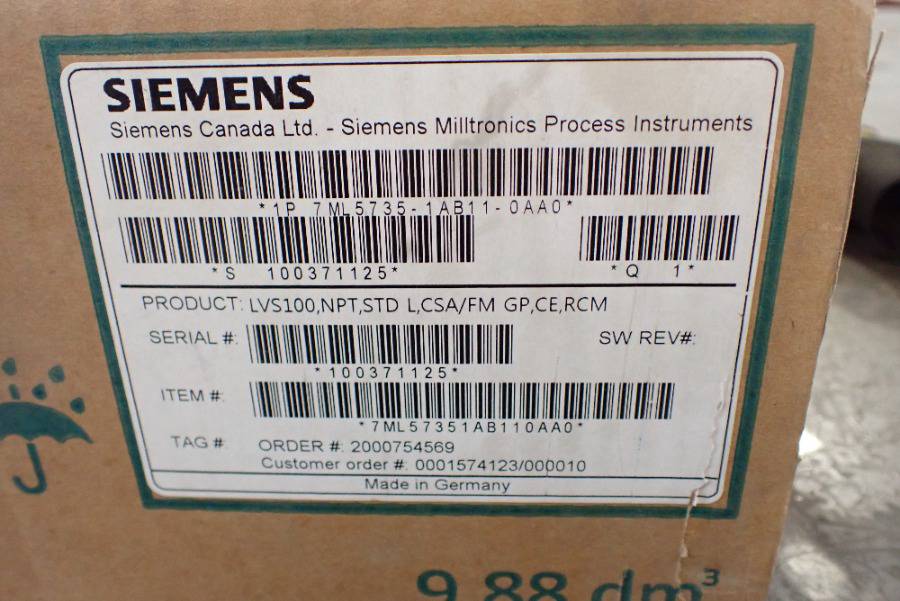 SIEMENS
Siemens Canada Ltd. - Siemens Milltronics Process Instruments
*1P 7ML5735-1AB11-0AA0*
*S 100371125*
*Q 1*
PRODUCT: LVS100,NPT,STD L,CSA/FM GP,CE,RCM
SERIAL #:
SW REV#:
*100371125*
ITEM #:
*7ML57351AB110AA0*
TAG #:
ORDER #: 2000754569
Customer order #: 0001574123/000010
Made in Germany
9,88 dm³